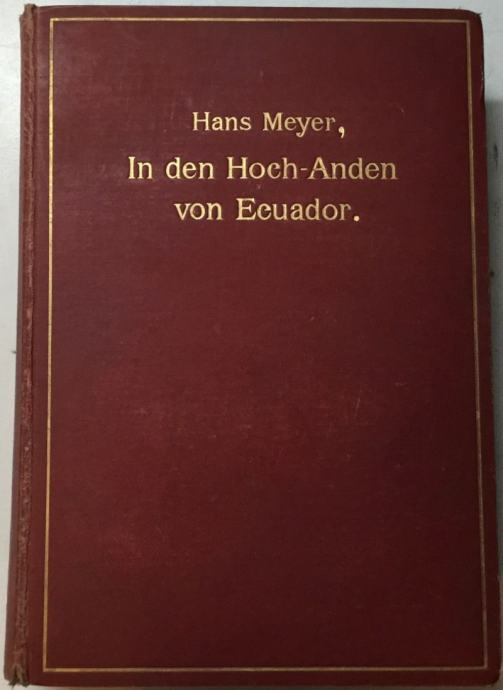 Hans Meyer,
In den Hoch-Anden
von Ecuador.